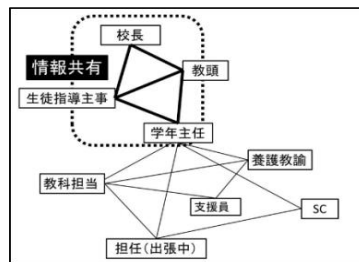 校長
情報共有
教頭
生徒指導主事
学年主任
養護教諭
教科担当
支援員
SC
担任(出張中)